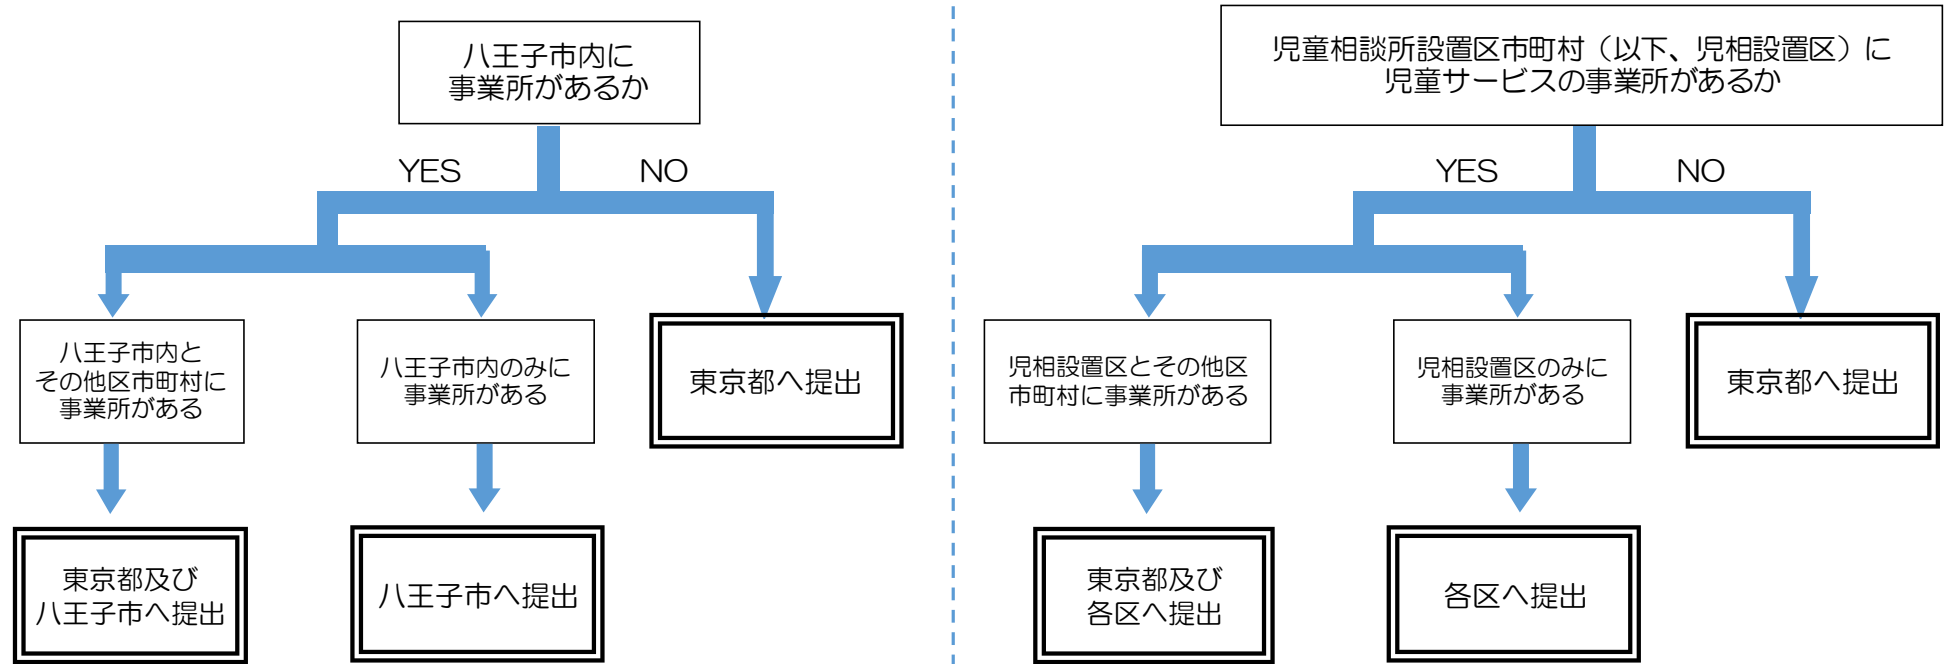 八王子市内に
事業所があるか
YES
NO
八王子市内と
その他区市町村に
事業所がある
八王子市内のみに
事業所がある
東京都へ提出
東京都及び
八王子市へ提出
八王子市へ提出
児童相談所設置区市町村（以下、児相設置区）に
児童サービスの事業所があるか
YES
NO
児相設置区とその他区
市町村に事業所がある
児相設置区のみに
事業所がある
東京都へ提出
東京都及び
各区へ提出
各区へ提出